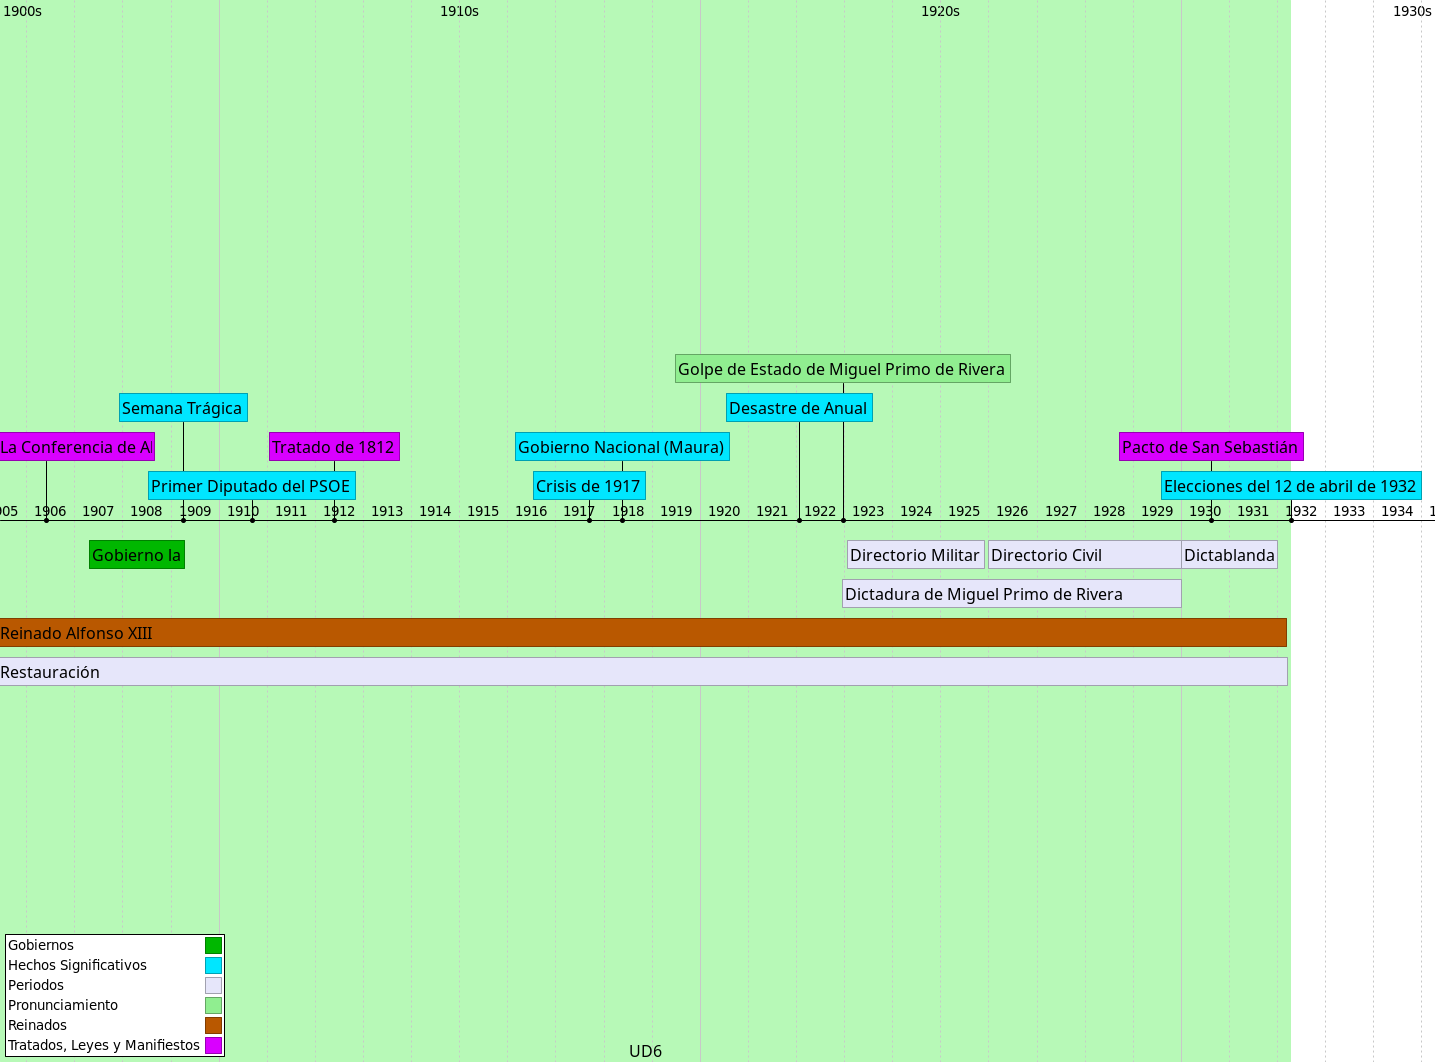 1900s 1910s 1920s 1930s
Golpe de Estado de Miguel Primo de Rivera
Semana Trágica Desastre de Anual
La Conferencia de Al Tratado de 1812 Gobierno Nacional (Maura) Pacto de San Sebastián
Primer Diputado del PSOE Crisis de 1917 Elecciones del 12 de abril de 1932
05 1906 1907 1908 1909 1910 1911 1912 1913 1914 1915 1916 1917 1918 1919 1920 1921 1922 1923 1924 1925 1926 1927 1928 1929 1930 1931 1932 1933 1934 1
Gobierno la Directorio Militar Directorio Civil Dictablanda
Dictadura de Miguel Primo de Rivera
Reinado Alfonso XIII
Restauración
Gobiernos
Hechos Significativos
Periodos
Pronunciamiento
Reinados
Tratados, Leyes y Manifiestos
UD6